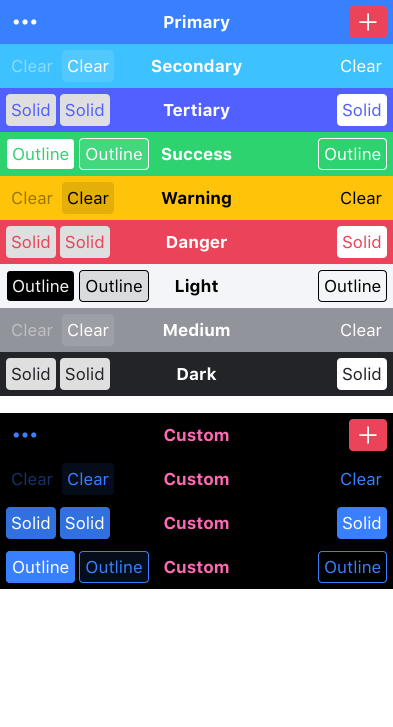 Primary
Clear Clear Secondary Clear
Solid Solid Tertiary Solid
Outline Outline Success Outline
Clear Clear Warning Clear
Solid Solid Danger Solid
Outline Outline Light Outline
Clear Clear Medium Clear
Solid Solid Dark Solid
Custom
Clear Clear Custom Clear
Solid Solid Custom Solid
Outline Outline Custom Outline